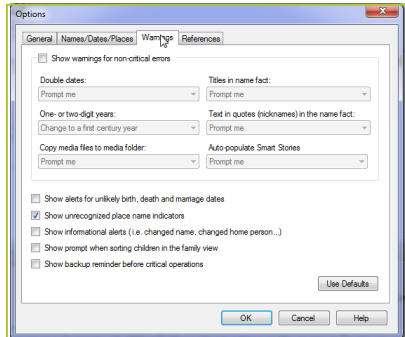 Options
General Names/Dates/Places Warnings References
Show warnings for non-critical errors
Double dates: Titles in name fact:
Prompt me Prompt me
One- or two-digit years: Text in quotes (nicknames) in the name fact:
Change to a first century year Prompt me
Copy media files to media folder: Auto-populate Smart Stories
Prompt me Prompt me
Show alerts for unlikely birth, death and marriage dates
Show unrecognized place name indicators
Show informational alerts (i.e. changed name, changed home person...)
Show prompt when sorting children in the family view
Show backup reminder before critical operations
Use Defaults
OK Cancel Help